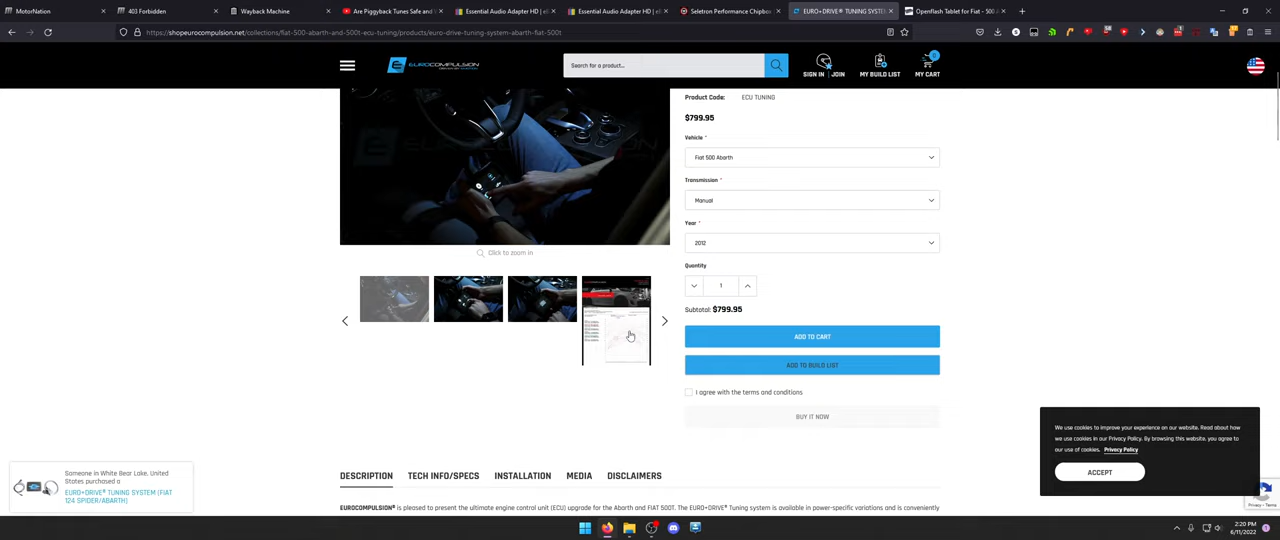 MotorNation
403 Forbidden
Wayback Machine
Are Piggyback Tunes Safe and V
Essential Audio Adapter HD | eB
Essential Audio Adapter HD | eB
Seletron Performance Chipbox
EURO+DRIVE® TUNING SYSTEM
Openflash Tablet for Fiat - 500 A
https://shopeurocompulsion.net/collections/fiat-500-abarth-and-500t-ecu-tuning/products/euro-drive-tuning-system-abarth-fiat-500t
EUROCOMPULSION
Search for a product...
SIGN IN | JOIN
MY BUILD LIST
0
MY CART
Product Code: ECU TUNING
$799.95
Vehicle *
Fiat 500 Abarth
Transmission *
Manual
Year *
2012
Click to zoom in
Quantity
1
Subtotal: $799.95
ADD TO CART
ADD TO BUILD LIST
I agree with the terms and conditions
BUY IT NOW
We use cookies to improve your experience on our website. Read about how
we use cookies in our Privacy Policy. By browsing this website, you agree to
our use of cookies. Privacy Policy
ACCEPT
Privacy - Terms
Someone in White Bear Lake, United
States purchased a
EURO+DRIVE® TUNING SYSTEM (FIAT
124 SPIDER/ABARTH)
DESCRIPTION
TECH INFO/SPECS
INSTALLATION
MEDIA
DISCLAIMERS
EUROCOMPULSION® is pleased to present the ultimate engine control unit (ECU) upgrade for the Abarth and FIAT 500T. The EURO+DRIVE® Tuning system is available in power-specific variations and is conveniently
2:20 PM
6/11/2022